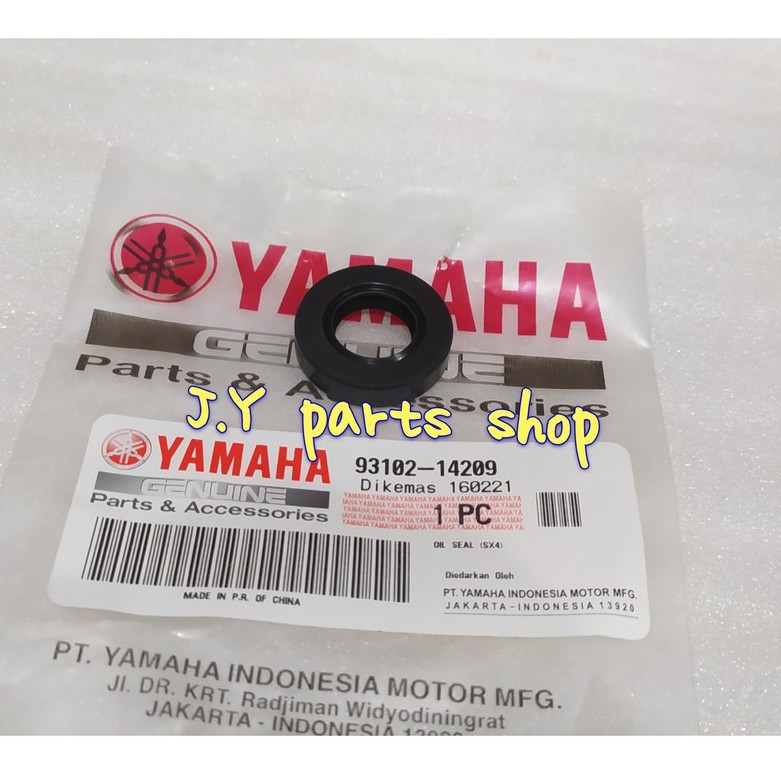 YAMAHA
GENUINE
Parts & Accessories
J.Y parts shop
YAMAHA
GENUINE
Parts & Accessories
93102-14209
Dikemas 160221
1 PC
OIL SEAL (SX4)
MADE IN P.R. OF CHINA
Diedarkan Oleh
PT. YAMAHA INDONESIA MOTOR MFG.
JAKARTA-INDONESIA 13920
PT. YAMAHA INDONESIA MOTOR MFG.
Jl. DR. KRT. Radjiman Widyodiningrat
JAKARTA - INDONESIA 13920